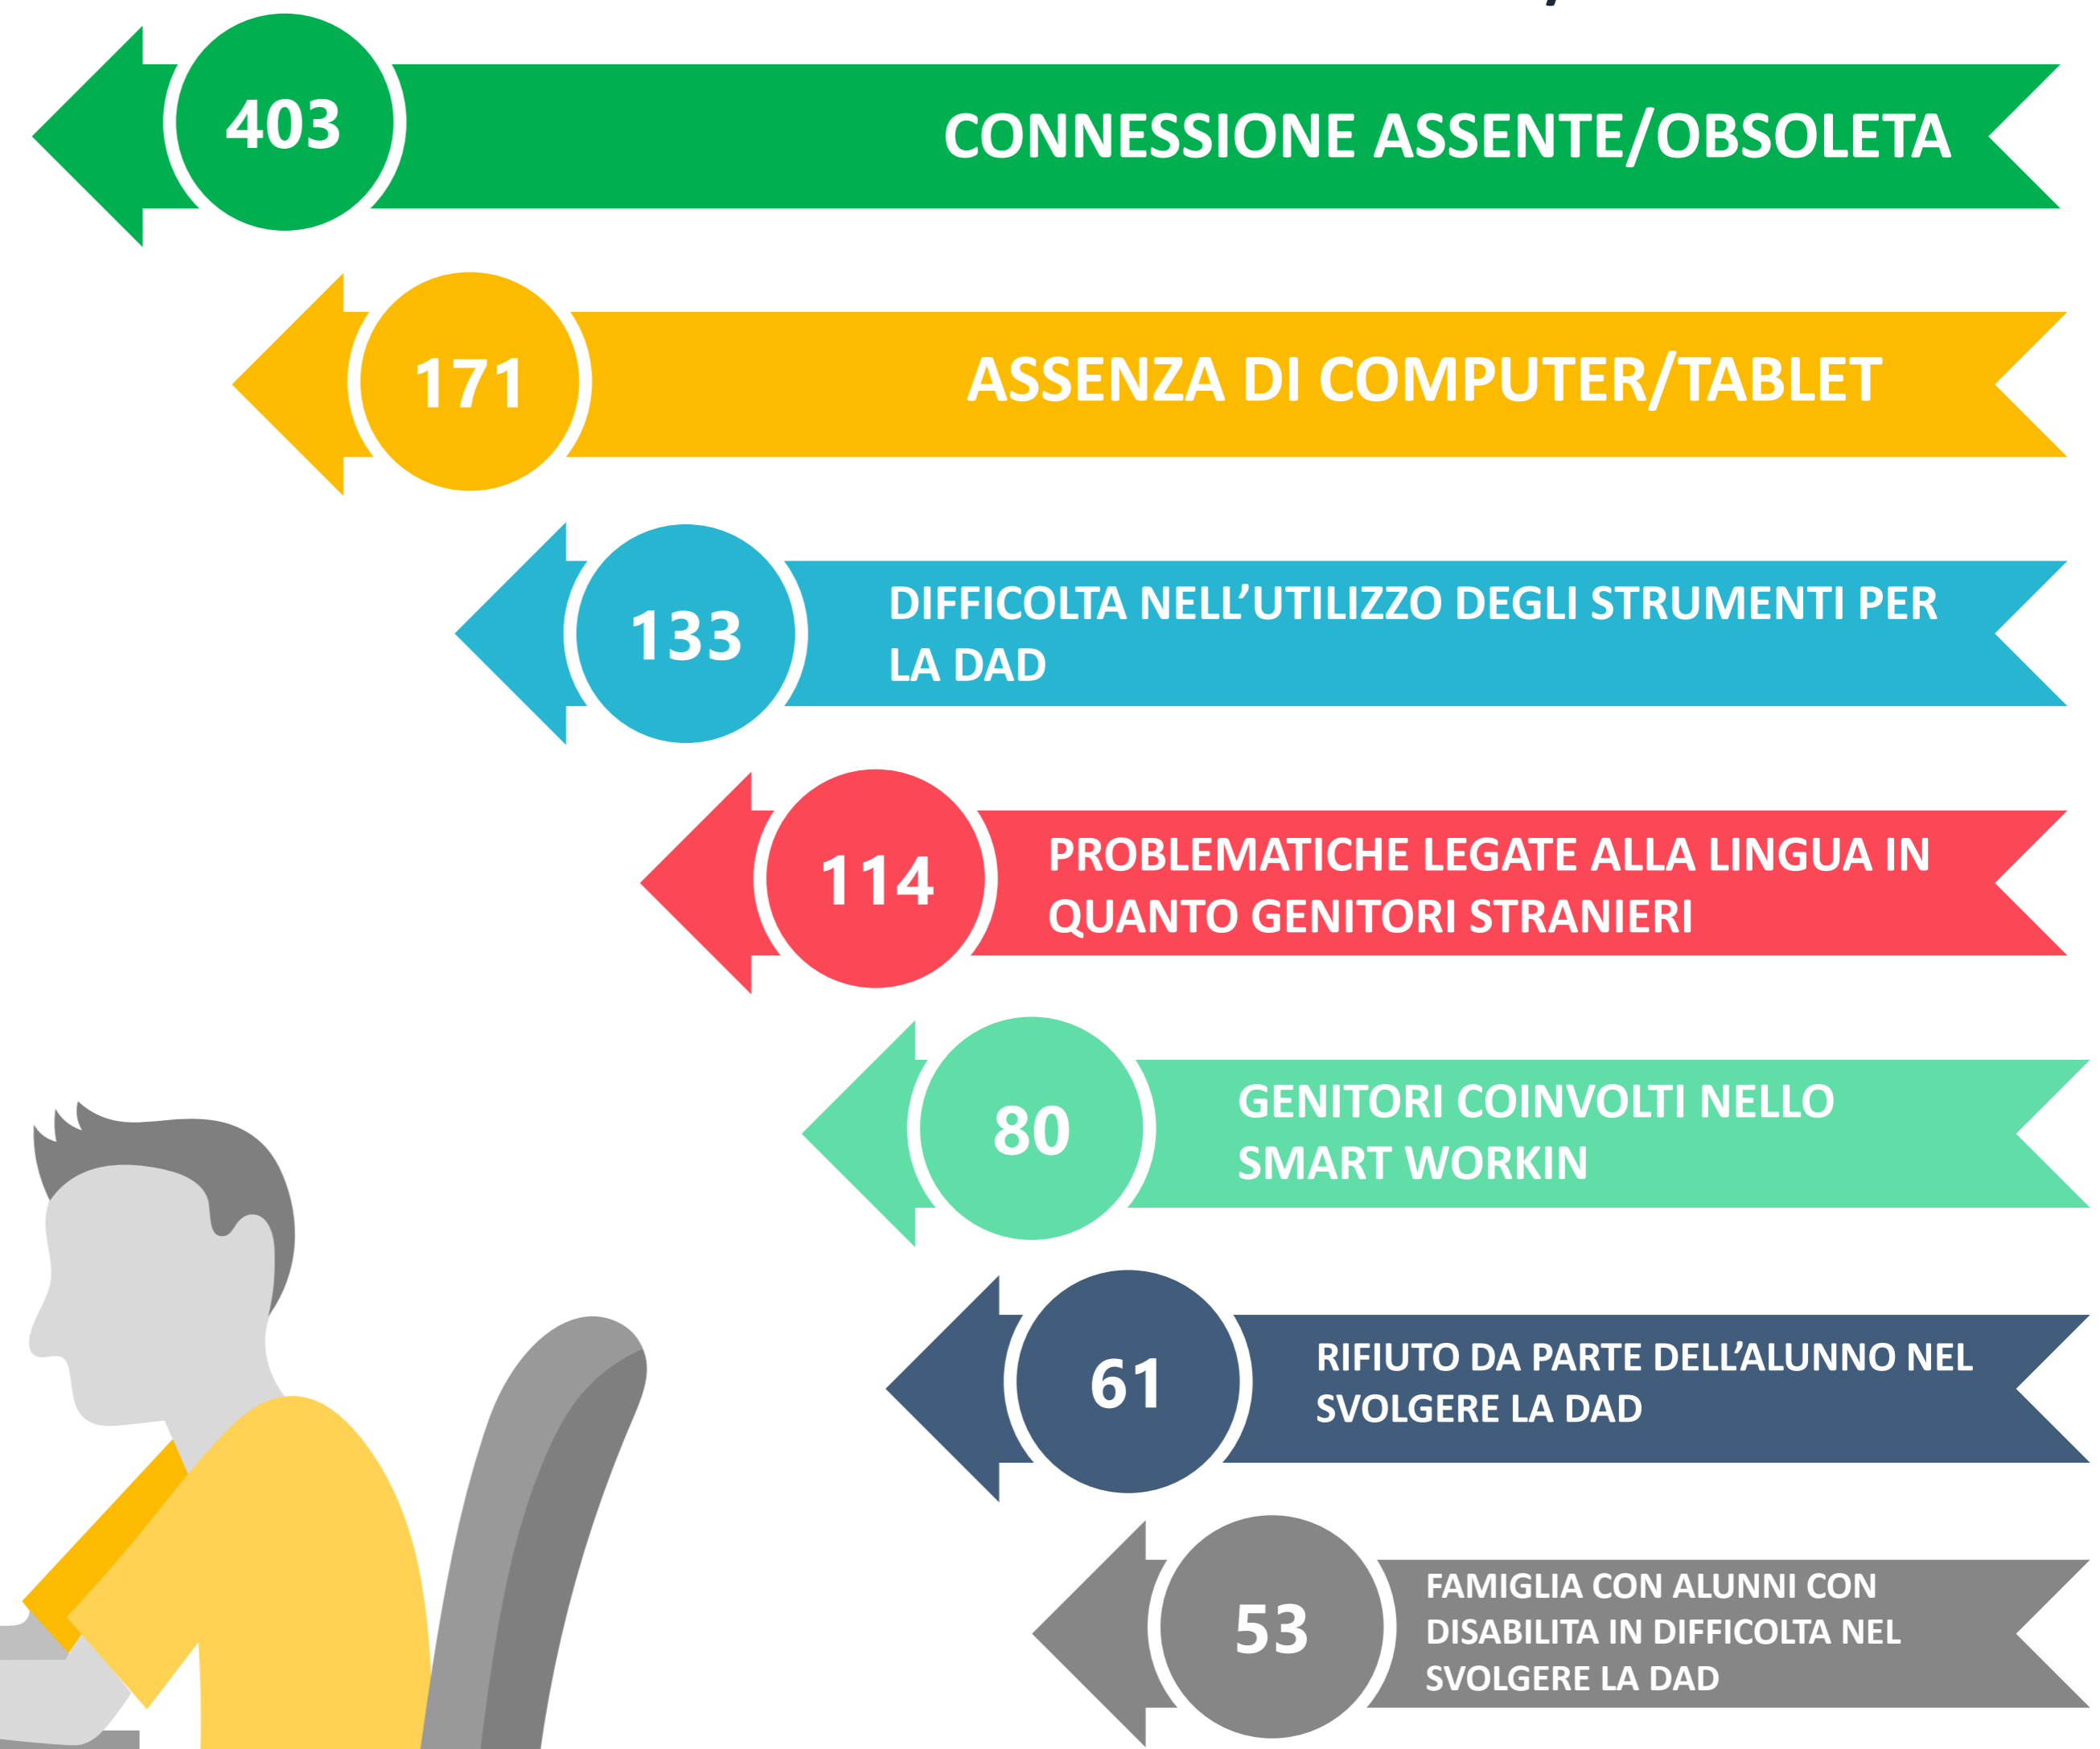 403
CONNESSIONE ASSENTE/OBSOLETA
171
ASSENZA DI COMPUTER/TABLET
133
DIFFICOLTA NELL’UTILIZZO DEGLI STRUMENTI PER
LA DAD
114
PROBLEMATICHE LEGATE ALLA LINGUA IN
QUANTO GENITORI STRANIERI
80
GENITORI COINVOLTI NELLO
SMART WORKIN
61
RIFIUTO DA PARTE DELL’ALUNNO NEL
SVOLGERE LA DAD
53
FAMIGLIA CON ALUNNI CON
DISABILITA IN DIFFICOLTA NEL
SVOLGERE LA DAD